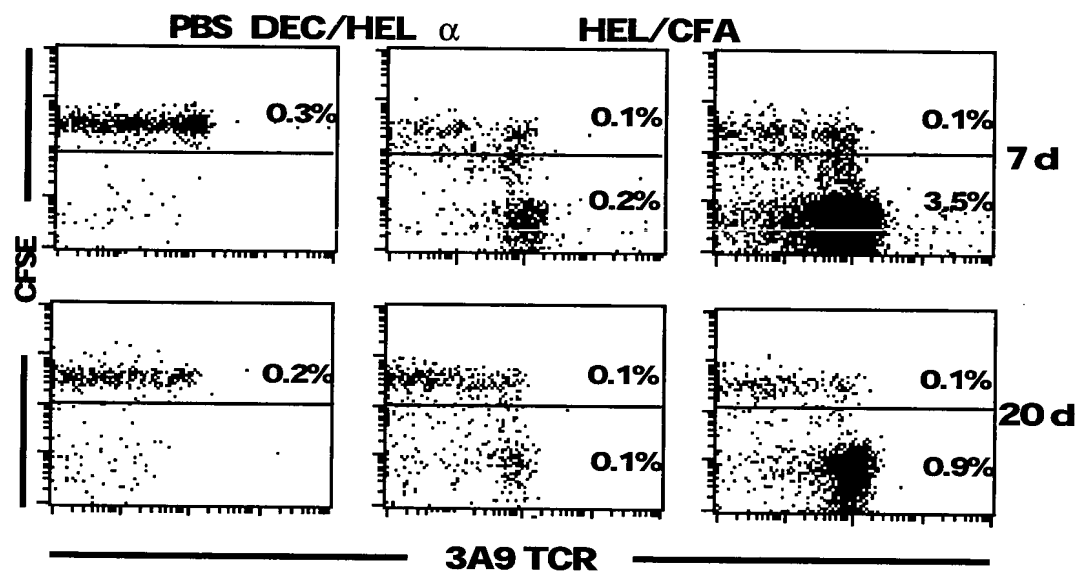 PBS DEC/HEL α HEL/CFA
0.3%
0.1%
0.1%
7 d
0.2%
3.5%
CFSE
0.2%
0.1%
0.1%
20 d
0.1%
0.9%
3A9 TCR